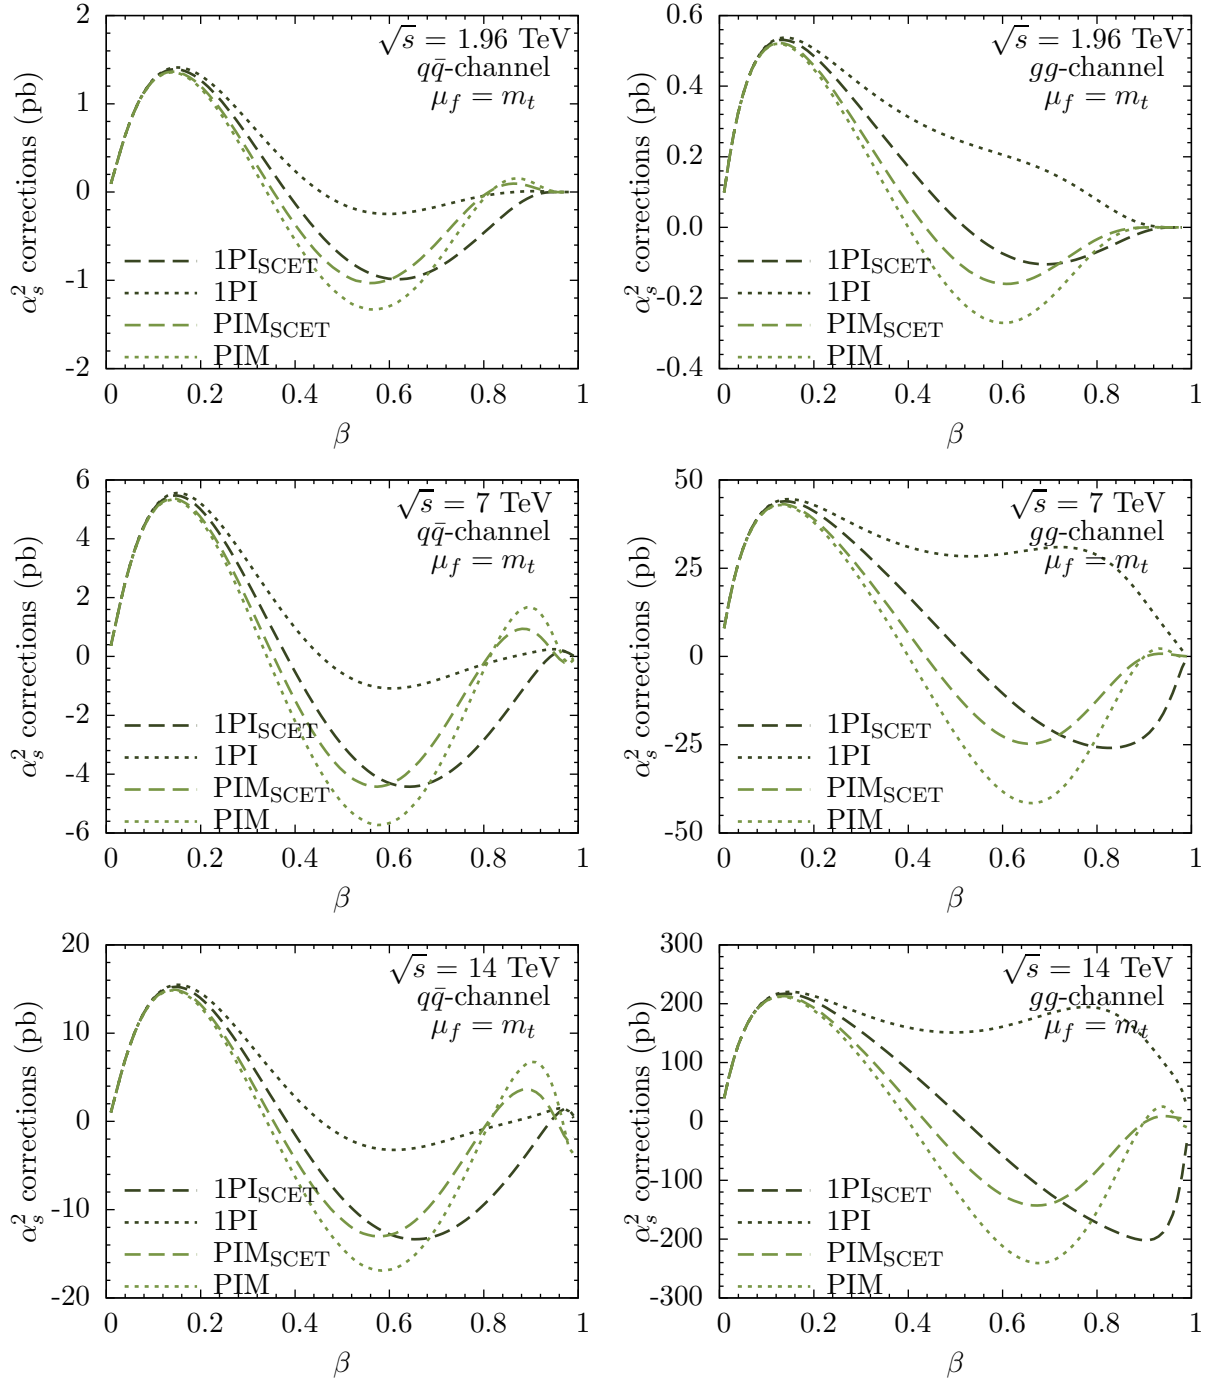 √s = 1.96 TeV
qq̄-channel
μ_f = m_t
α_s^2 corrections (pb)
2
1
0
-1
-2
1PI_SCET
1PI
PIM_SCET
PIM
0 0.2 0.4 0.6 0.8 1
β
√s = 1.96 TeV
gg-channel
μ_f = m_t
α_s^2 corrections (pb)
0.6
0.4
0.2
0.0
-0.2
-0.4
1PI_SCET
1PI
PIM_SCET
PIM
0 0.2 0.4 0.6 0.8 1
β
√s = 7 TeV
qq̄-channel
μ_f = m_t
α_s^2 corrections (pb)
6
4
2
0
-2
-4
-6
1PI_SCET
1PI
PIM_SCET
PIM
0 0.2 0.4 0.6 0.8 1
β
√s = 7 TeV
gg-channel
μ_f = m_t
α_s^2 corrections (pb)
50
25
0
-25
-50
1PI_SCET
1PI
PIM_SCET
PIM
0 0.2 0.4 0.6 0.8 1
β
√s = 14 TeV
qq̄-channel
μ_f = m_t
α_s^2 corrections (pb)
20
10
0
-10
-20
1PI_SCET
1PI
PIM_SCET
PIM
0 0.2 0.4 0.6 0.8 1
β
√s = 14 TeV
gg-channel
μ_f = m_t
α_s^2 corrections (pb)
300
200
100
0
-100
-200
-300
1PI_SCET
1PI
PIM_SCET
PIM
0 0.2 0.4 0.6 0.8 1
β